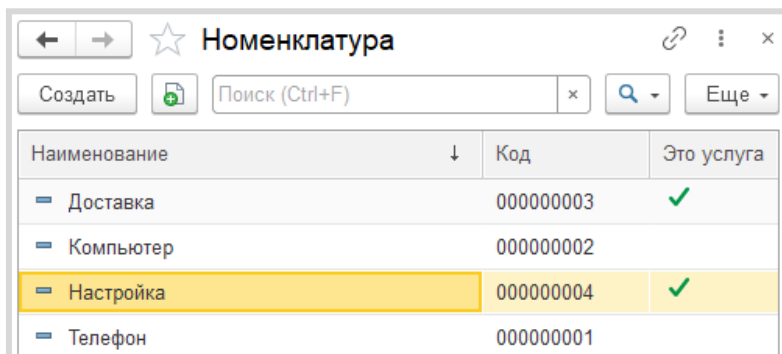 Номенклатура
Создать Поиск (Ctrl+F) Еще
Наименование Код Это услуга
Доставка 000000003
Компьютер 000000002
Настройка 000000004
Телефон 000000001